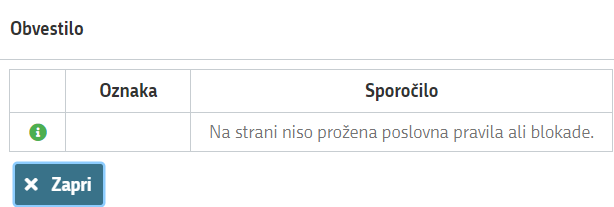 Obvestilo
Oznaka Sporočilo
Na strani niso prožena poslovna pravila ali blokade.
Zapri